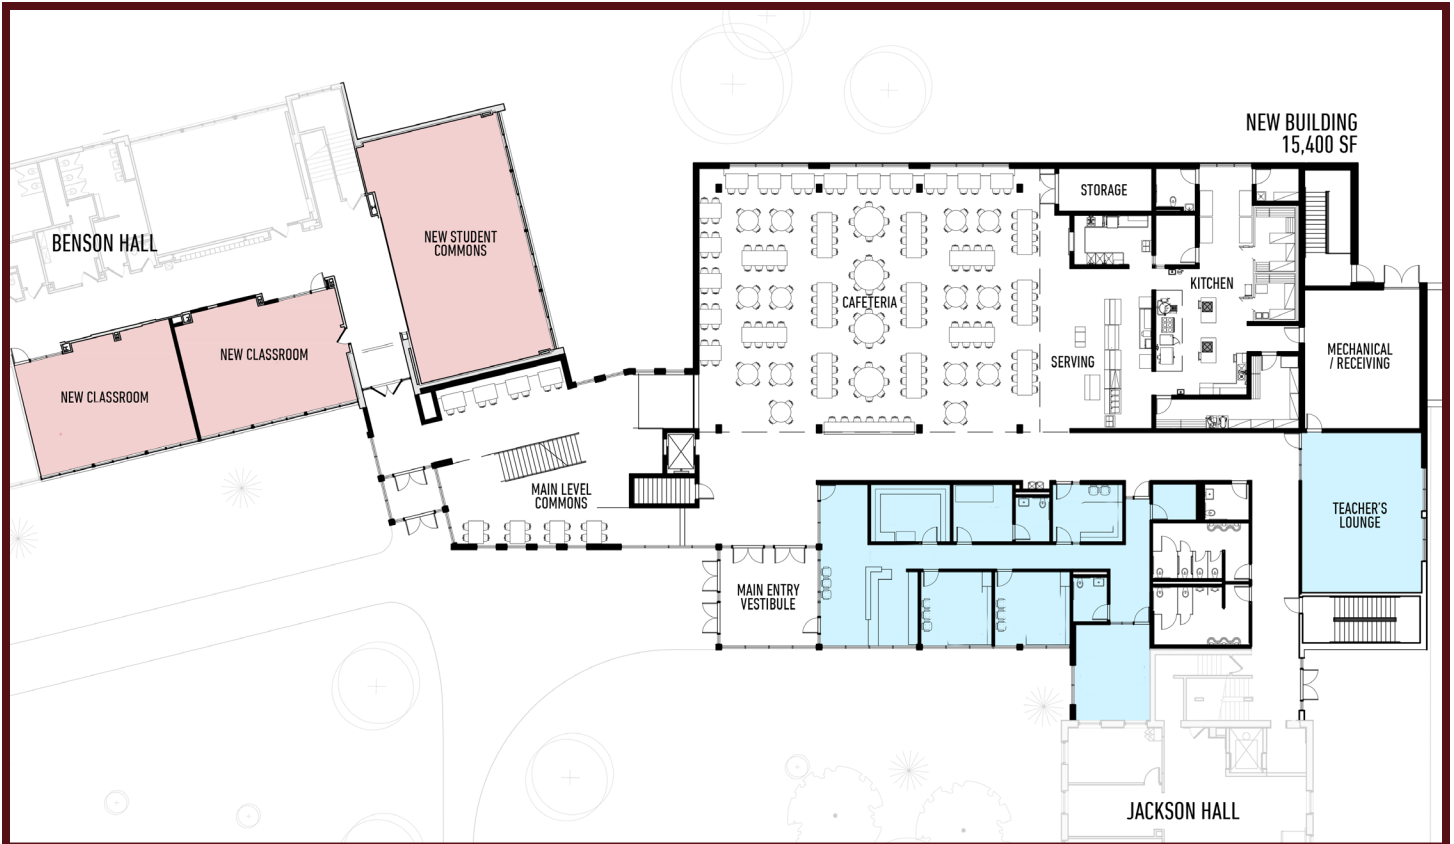 NEW BUILDING
15,400 SF
STORAGE
BENSON HALL
NEW STUDENT
COMMONS
KITCHEN
CAFETERIA
NEW CLASSROOM
SERVING
MECHANICAL
/ RECEIVING
NEW CLASSROOM
MAIN LEVEL
COMMONS
TEACHER'S
LOUNGE
MAIN ENTRY
VESTIBULE
JACKSON HALL